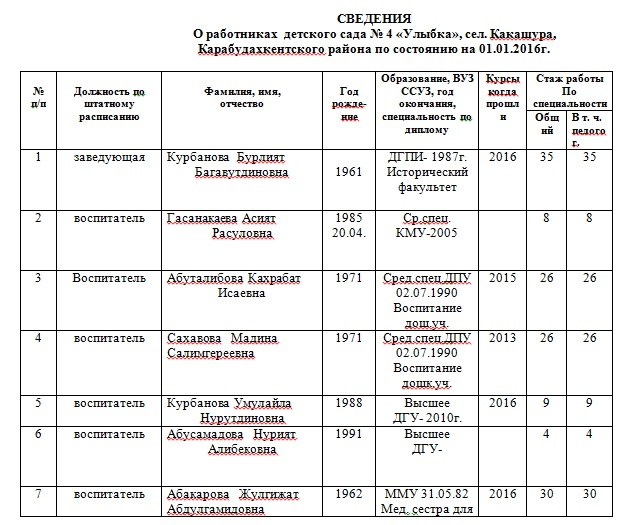 СВЕДЕНИЯ
О работниках детского сада № 4 «Улыбка», сел. Какашура,
Карабудахкентского района по состоянию на 01.01.2016г.
№ п/п Должность по штатному расписанию Фамилия, имя, отчество Год рожде-ние Образование, ВУЗ ССУЗ, год окончания, специальность по диплому Курсы когда прошли Стаж работы По специальности
Общий В т. ч. педого г.
1 заведующая Курбанова Бурлият Багавутдиновна 1961 ДГПИ- 1987г. Исторический факультет 2016 35 35
2 воспитатель Гасанакаева Асият Расуловна 1985 20.04. Ср.спец. КМУ-2005 8 8
3 Воспитатель Абуталибова Кахрабат Исаевна 1971 Сред.спец.ДПУ 02.07.1990 Воспитание дош.уч. 2015 26 26
4 воспитатель Сахавова Мадина Салимгереевна 1971 Сред.спец.ДПУ 02.07.1990 Воспитание дошк.уч. 2013 26 26
5 воспитатель Курбанова Умулайла Нурутдиновна 1988 Высшее ДГУ- 2010г. 2016 9 9
6 воспитатель Абусамадова Нурият Алибековна 1991 Высшее ДГУ- 4 4
7 воспитатель Абакарова Жулгижат Абдулгамидовна 1962 ММУ 31.05.82 Мед. сестра для 2016 30 30